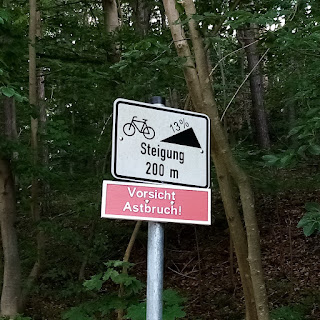 13%
Steigung
200 m
Vorsicht
Astbruch!